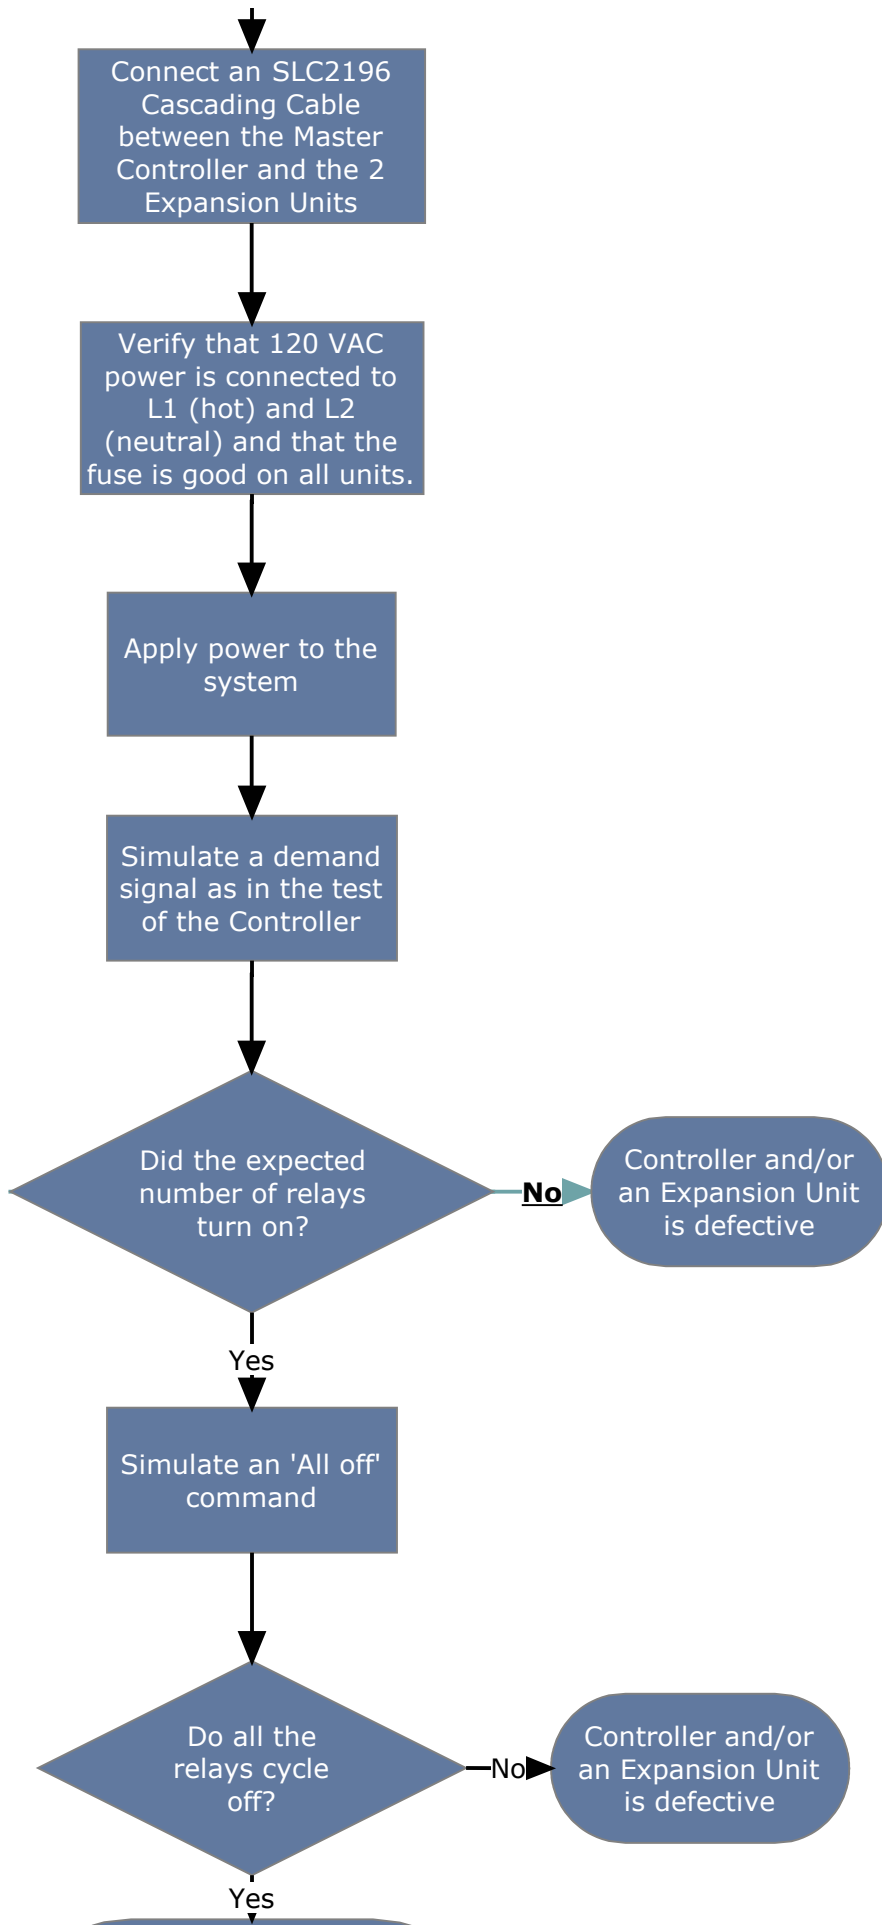 Connect an SLC2196
Cascading Cable
between the Master
Controller and the 2
Expansion Units
Verify that 120 VAC
power is connected to
L1 (hot) and L2
(neutral) and that the
fuse is good on all units.
Apply power to the
system
Simulate a demand
signal as in the test
of the Controller
Did the expected
number of relays
turn on?
No
Controller and/or
an Expansion Unit
is defective
Yes
Simulate an 'All off'
command
Do all the
relays cycle
off?
No
Controller and/or
an Expansion Unit
is defective
Yes